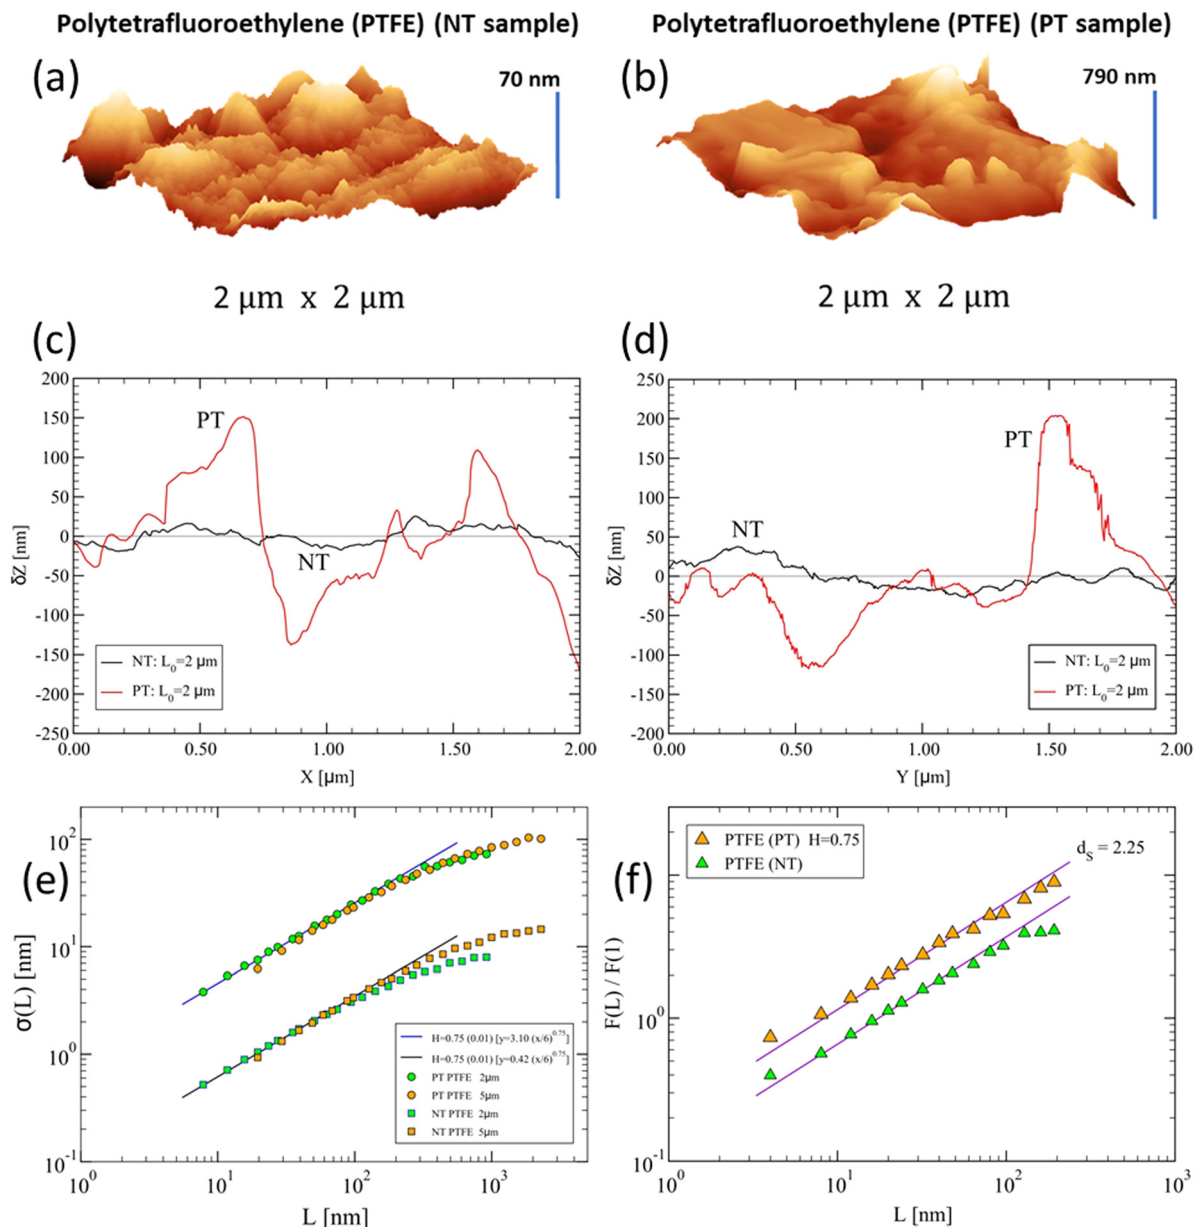 Polytetrafluoroethylene (PTFE) (NT sample)
Polytetrafluoroethylene (PTFE) (PT sample)
(a)
70 nm
(b)
790 nm
2 μm x 2 μm
2 μm x 2 μm
(c)
200
150
100
50
0
-50
-100
-150
-200
-250
δZ [nm]
PT
NT
NT: L0=2 μm
PT: L0=2 μm
0.00 0.50 1.00 1.50 2.00
X [μm]
(d)
250
200
150
100
50
0
-50
-100
-150
-200
δZ [nm]
NT
PT
NT: L0=2 μm
PT: L0=2 μm
0.00 0.50 1.00 1.50 2.00
Y [μm]
(e)
10^2
10^1
10^0
10^-1
σ(L) [nm]
H=0.75 (0.01) [y=3.10 (x/6)^0.75]
H=0.75 (0.01) [y=0.42 (x/6)^0.75]
PT PTFE 2μm
PT PTFE 5μm
NT PTFE 2μm
NT PTFE 5μm
10^0 10^1 10^2 10^3
L [nm]
(f)
PTFE (PT) H=0.75
PTFE (NT)
dS = 2.25
10^0
10^-1
F(L) / F(1)
10^0 10^1 10^2 10^3
L [nm]